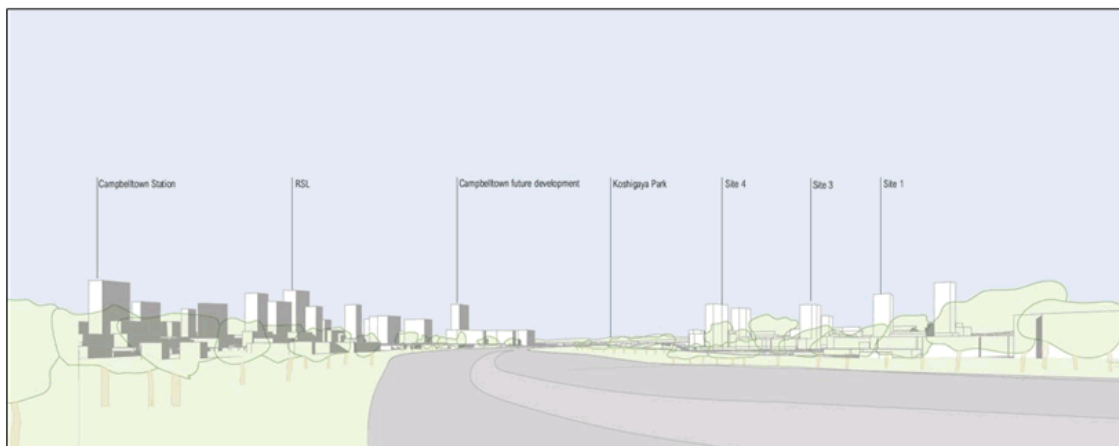 Campbelltown Station
RSL
Campbelltown future development
Koshigaya Park
Site 4
Site 3
Site 1